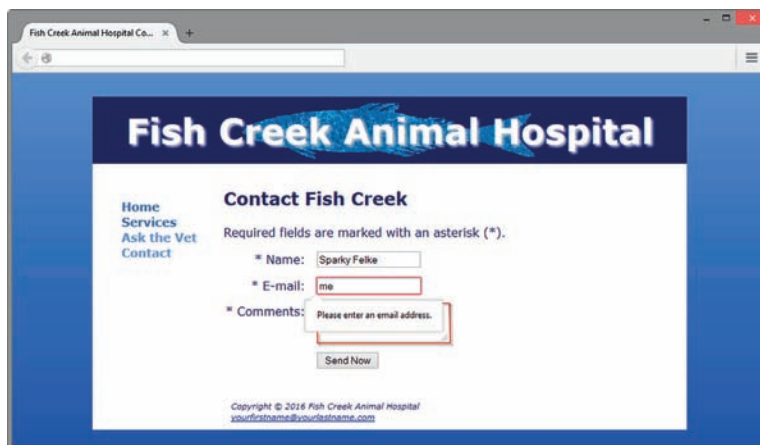 Fish Creek Animal Hospital Co...
Fish Creek Animal Hospital
Home
Services
Ask the Vet
Contact
Contact Fish Creek
Required fields are marked with an asterisk (*).
* Name: Sparky Felke
* E-mail: me
* Comments: Please enter an email address.
Send Now
Copyright © 2016 Fish Creek Animal Hospital
yourfirstname@yourlastname.com